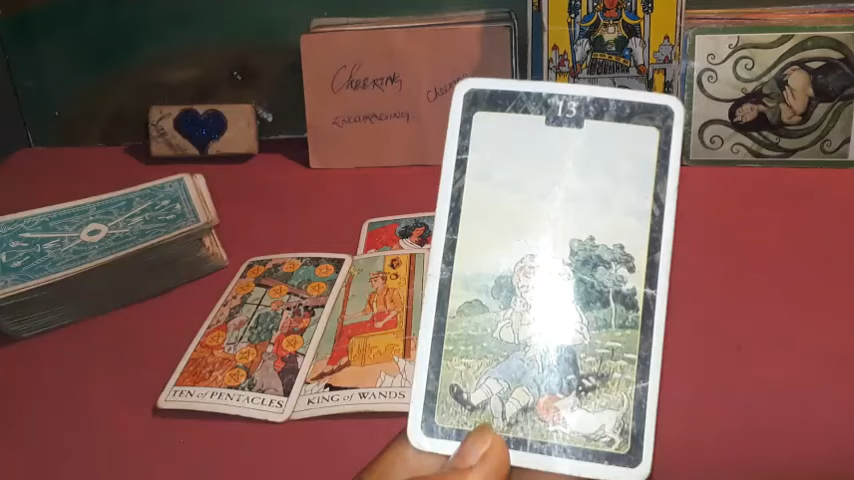 CHEERING
ENCOURAGING
13
TEN of PENTACLES
KING of WANDS